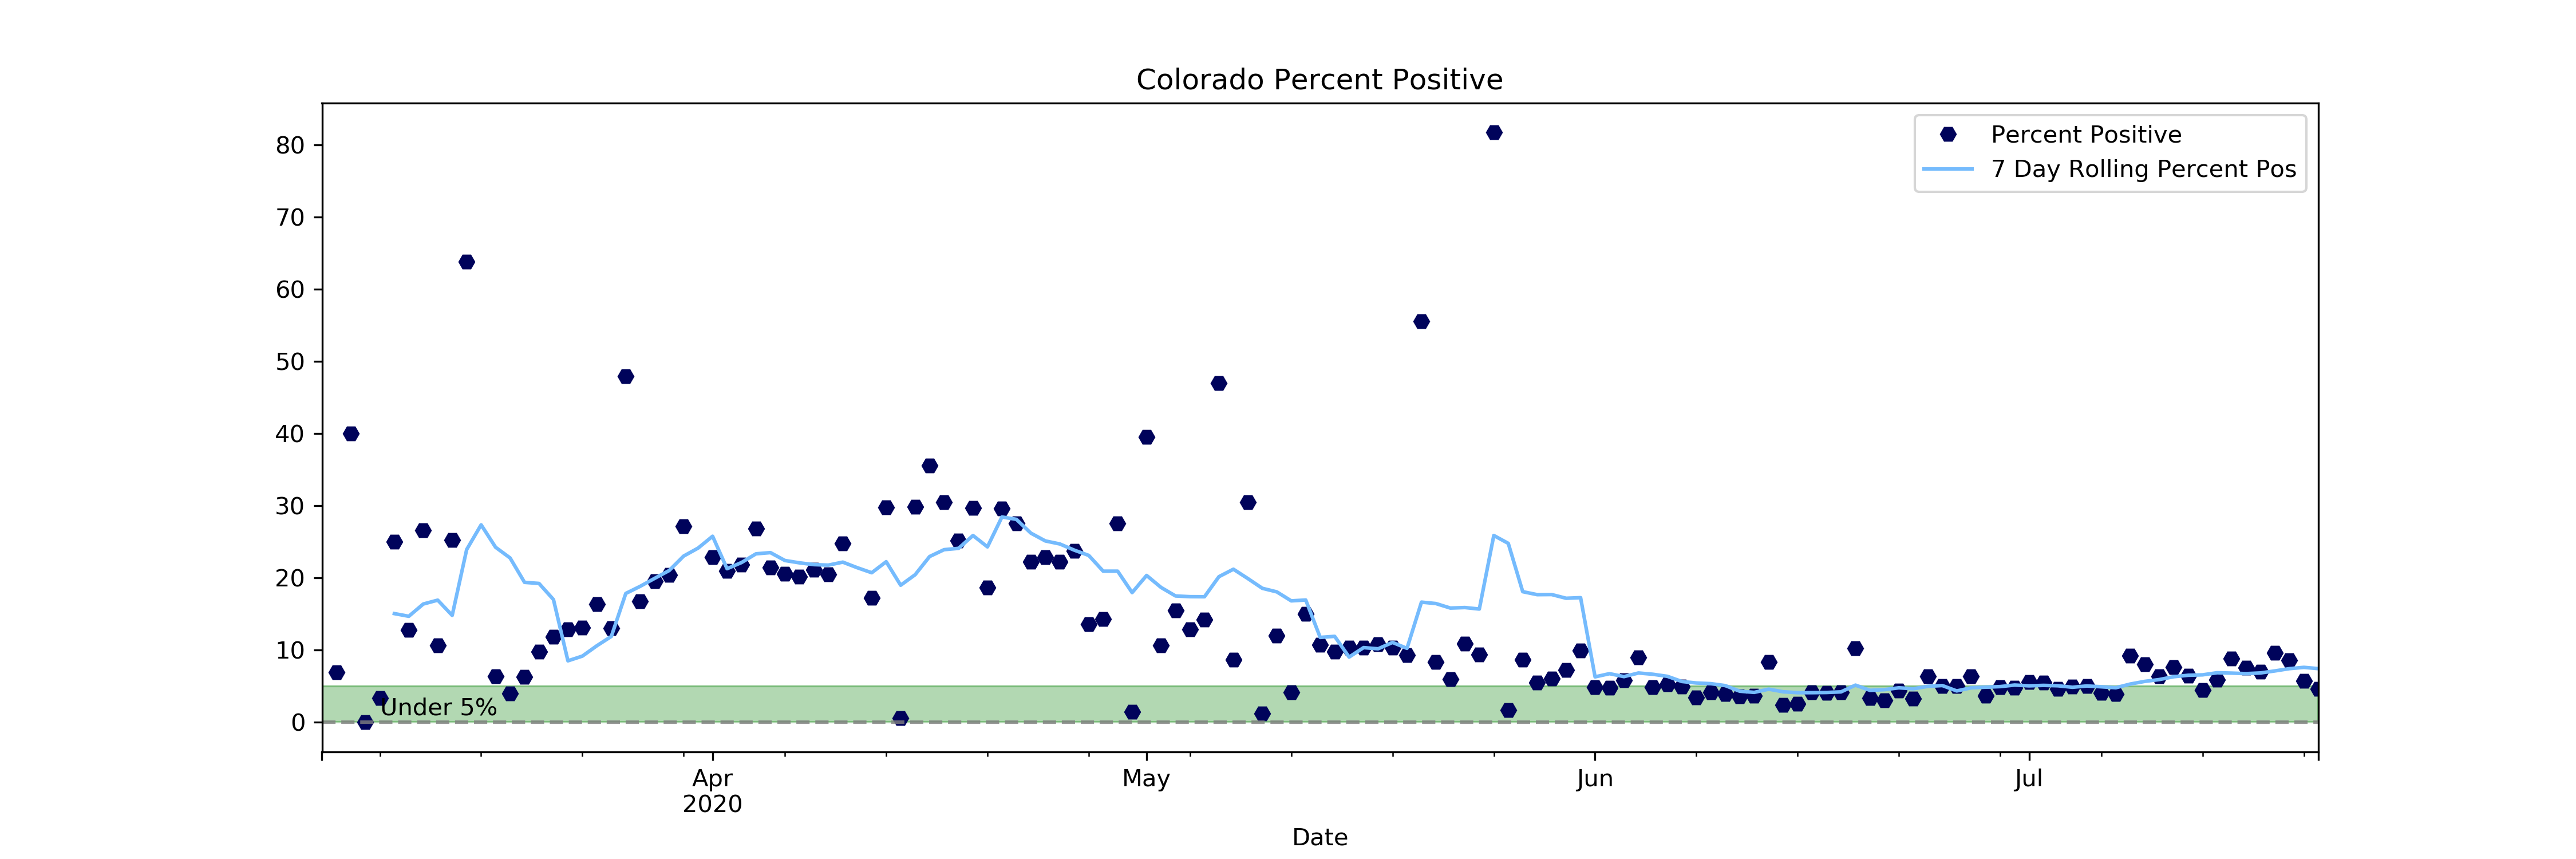 Colorado Percent Positive
Percent Positive
7 Day Rolling Percent Pos
80
70
60
50
40
30
20
10
0
Under 5%
Apr
2020
May
Jun
Jul
Date